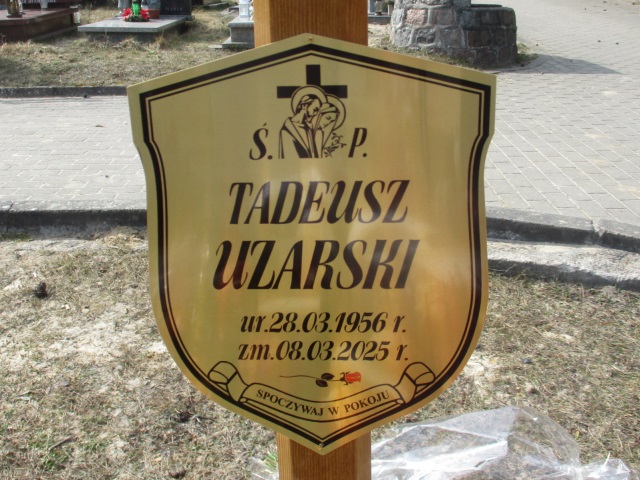 Ś. P.
TADEUSZ
UZARSKI
ur.28.03.1956 r.
zm.08.03.2025 r.
SPOCZYWAJ W POKOJU